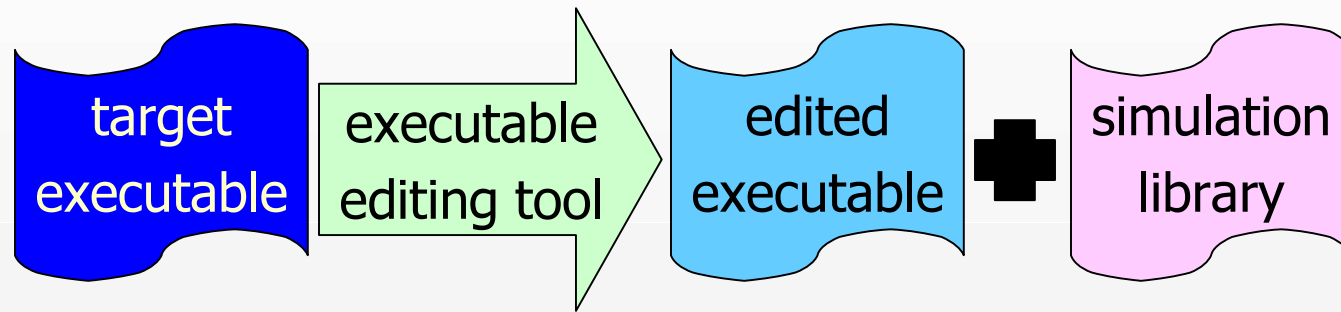 target
executable
executable
editing tool
edited
executable
simulation
library